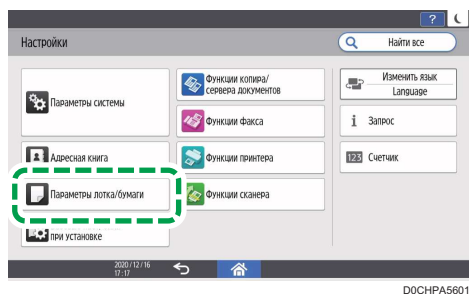 ?
Настройки
Найти все
Параметры системы
Функции копира/
сервера документов
Изменить язык
Language
Функции факса
i Запрос
Адресная книга
Функции принтера
123 Счетчик
Параметры лотка/бумаги
Функции сканера
при установке
2020/12/16
17:17
D0CHPA5601